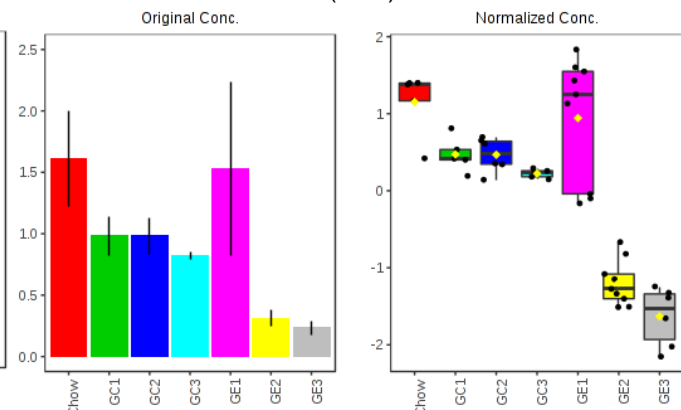 Original Conc.
2.5
2.0
1.5
1.0
0.5
0.0
Chow
GC1
GC2
GC3
GE1
GE2
GE3
Normalized Conc.
2
1
0
-1
-2
Chow
GC1
GC2
GC3
GE1
GE2
GE3